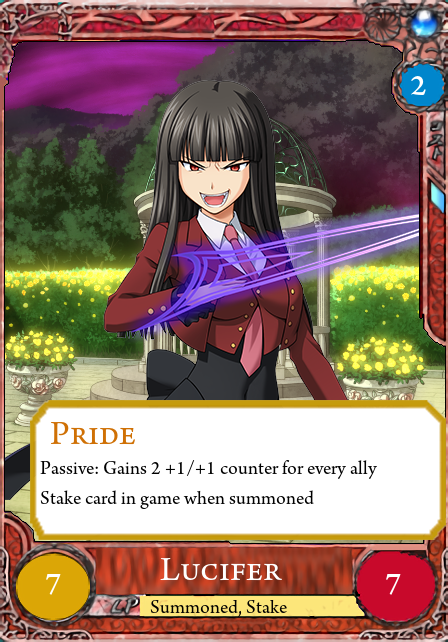 2
Pride
Passive: Gains 2 +1/+1 counter for every ally
Stake card in game when summoned
Lucifer
7
7
LP
Summoned, Stake